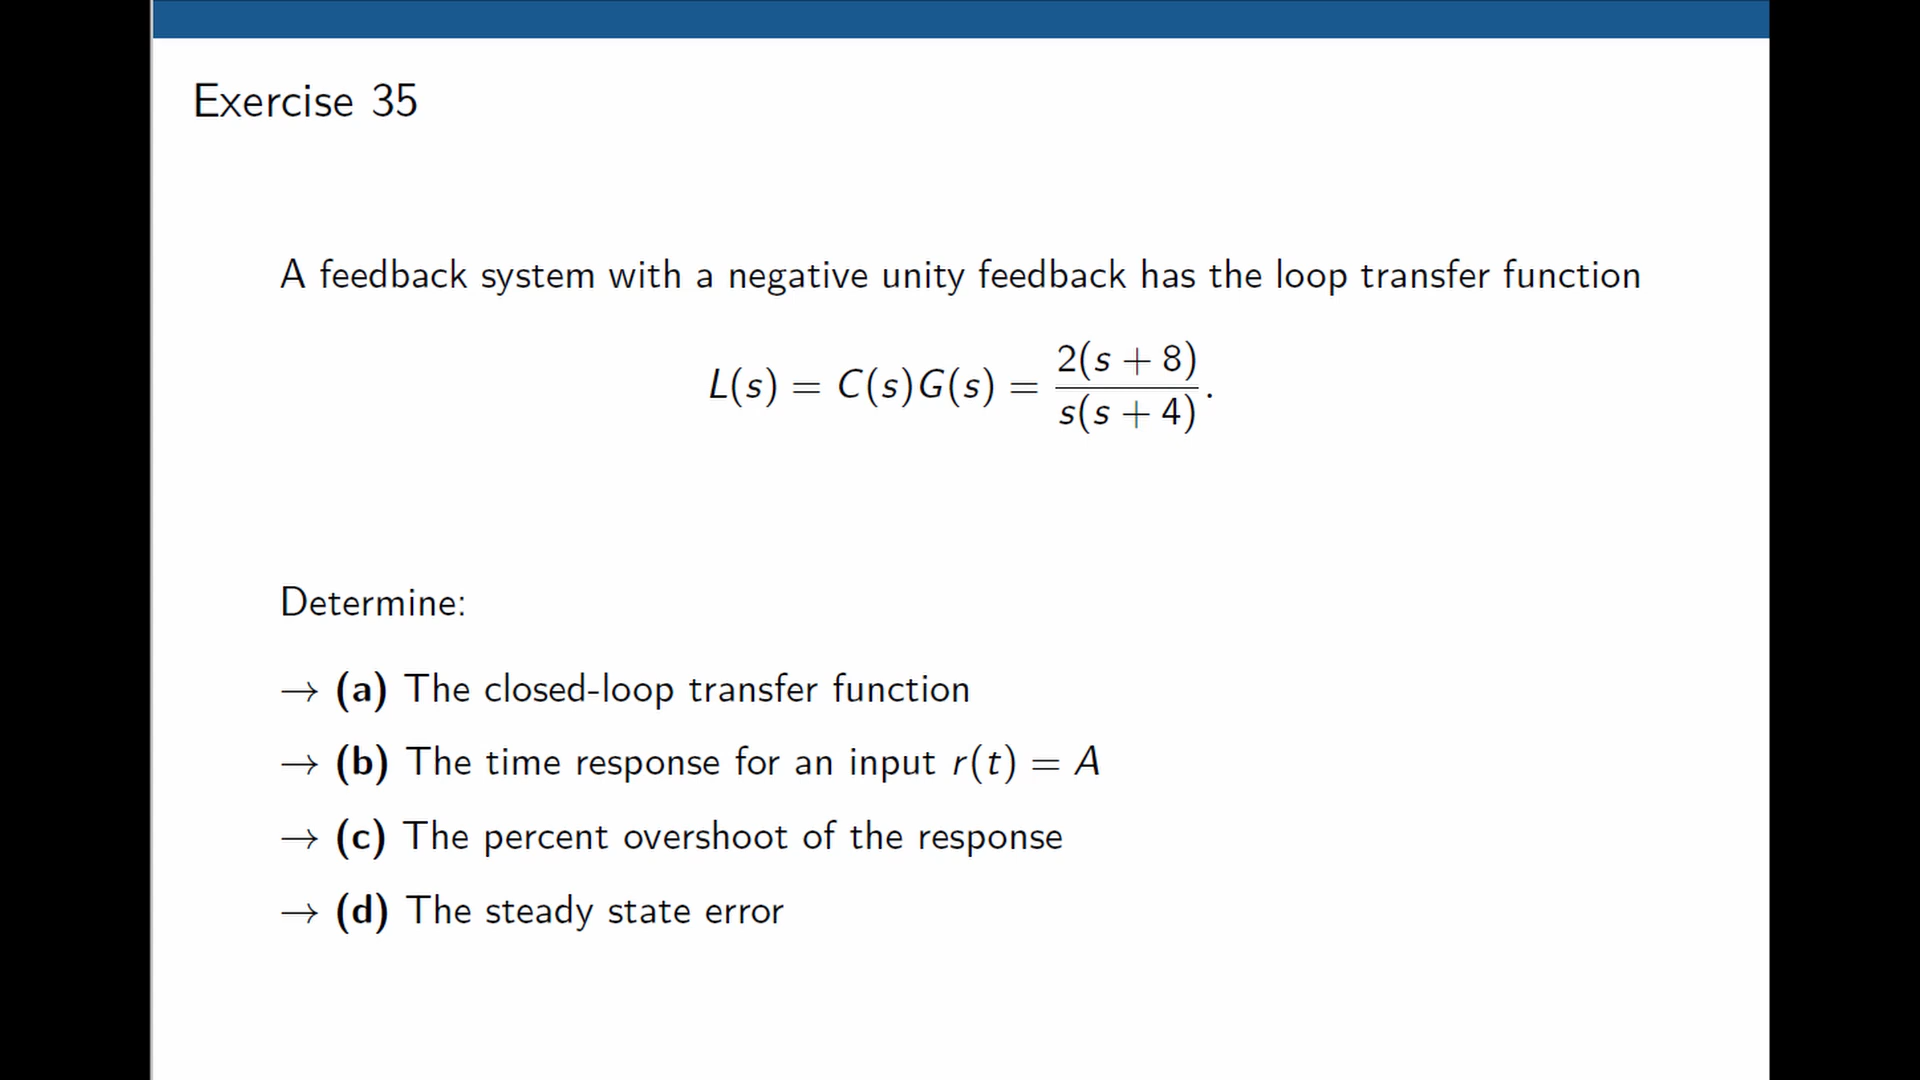 Exercise 35
A feedback system with a negative unity feedback has the loop transfer function
L(s) = C(s)G(s) = 2(s + 8) / s(s + 4) .
Determine:
→ (a) The closed-loop transfer function
→ (b) The time response for an input r(t) = A
→ (c) The percent overshoot of the response
→ (d) The steady state error